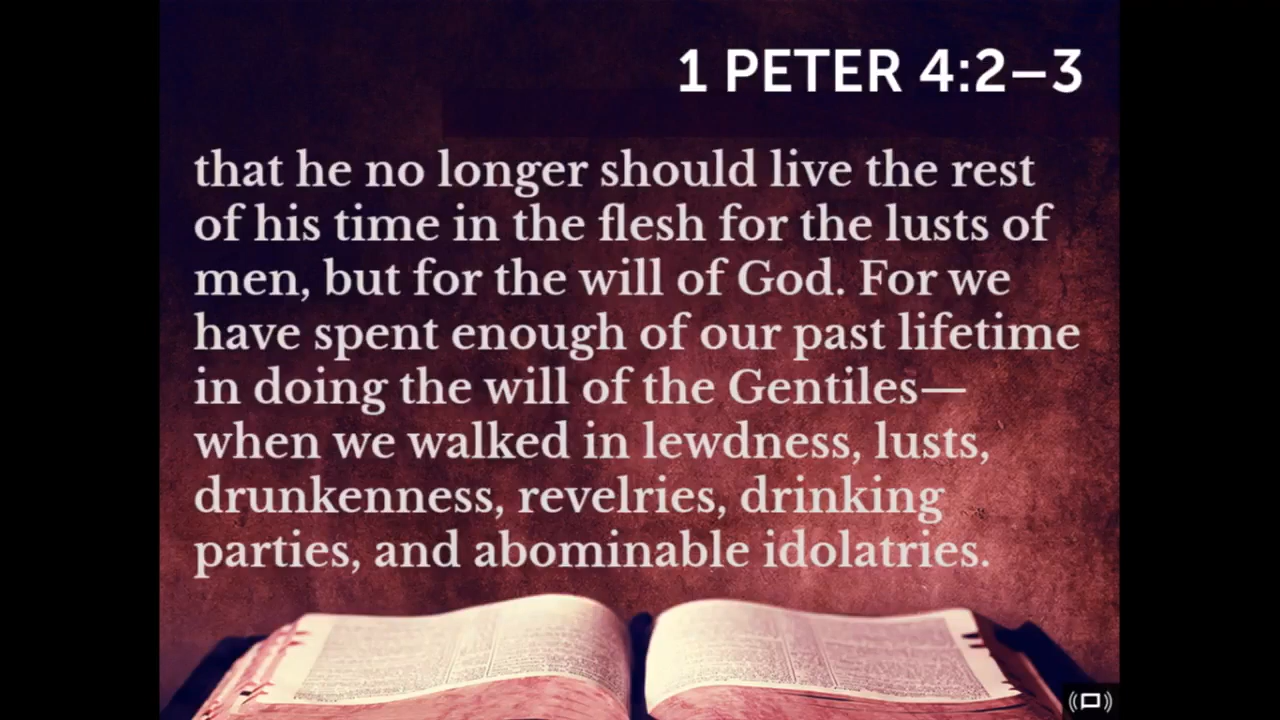 1 PETER 4:2–3
that he no longer should live the rest
of his time in the flesh for the lusts of
men, but for the will of God. For we
have spent enough of our past lifetime
in doing the will of the Gentiles—
when we walked in lewdness, lusts,
drunkenness, revelries, drinking
parties, and abominable idolatries.